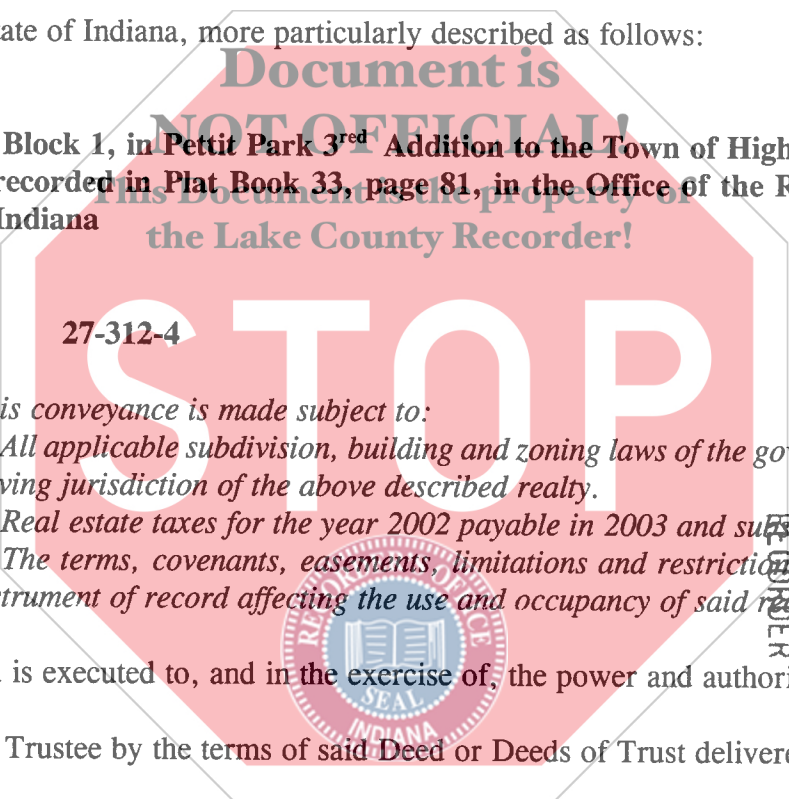 ate of Indiana, more particularly described as follows:
Document is
NOT OFFICIAL!
Block 1, in Pettit Park 3red Addition to the Town of High
recorded in Plat Book 33, page 81, in the Office of the R
This Document is the property of
Indiana
the Lake County Recorder!
27-312-4
STOP
is conveyance is made subject to:
All applicable subdivision, building and zoning laws of the gov
ving jurisdiction of the above described realty.
Real estate taxes for the year 2002 payable in 2003 and subs
The terms, covenants, easements, limitations and restriction
trument of record affecting the use and occupancy of said rea
RECORDER
RECORDER'S OFFICE
SEAL
INDIANA
is executed to, and in the exercise of, the power and authori
Trustee by the terms of said Deed or Deeds of Trust delivere